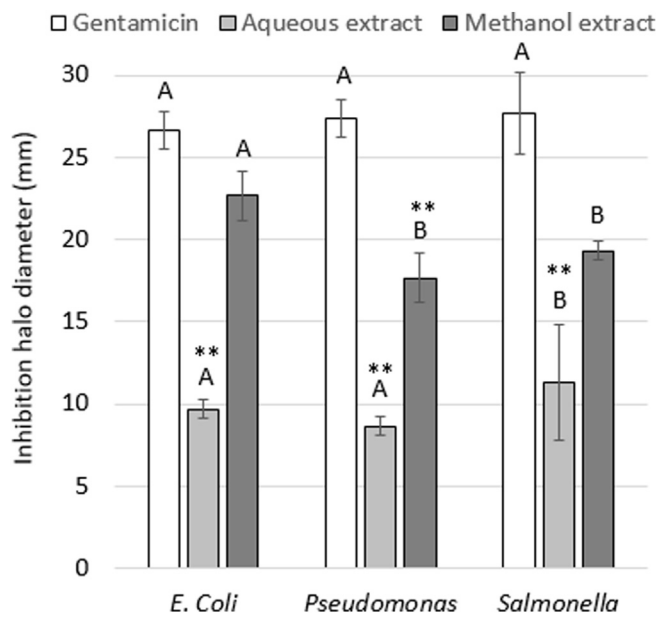 Gentamicin Aqueous extract Methanol extract
Inhibition halo diameter (mm)
30
25
20
15
10
5
0
A
**
A
A
A
**
A
**
B
A
**
B
B
E. Coli Pseudomonas Salmonella